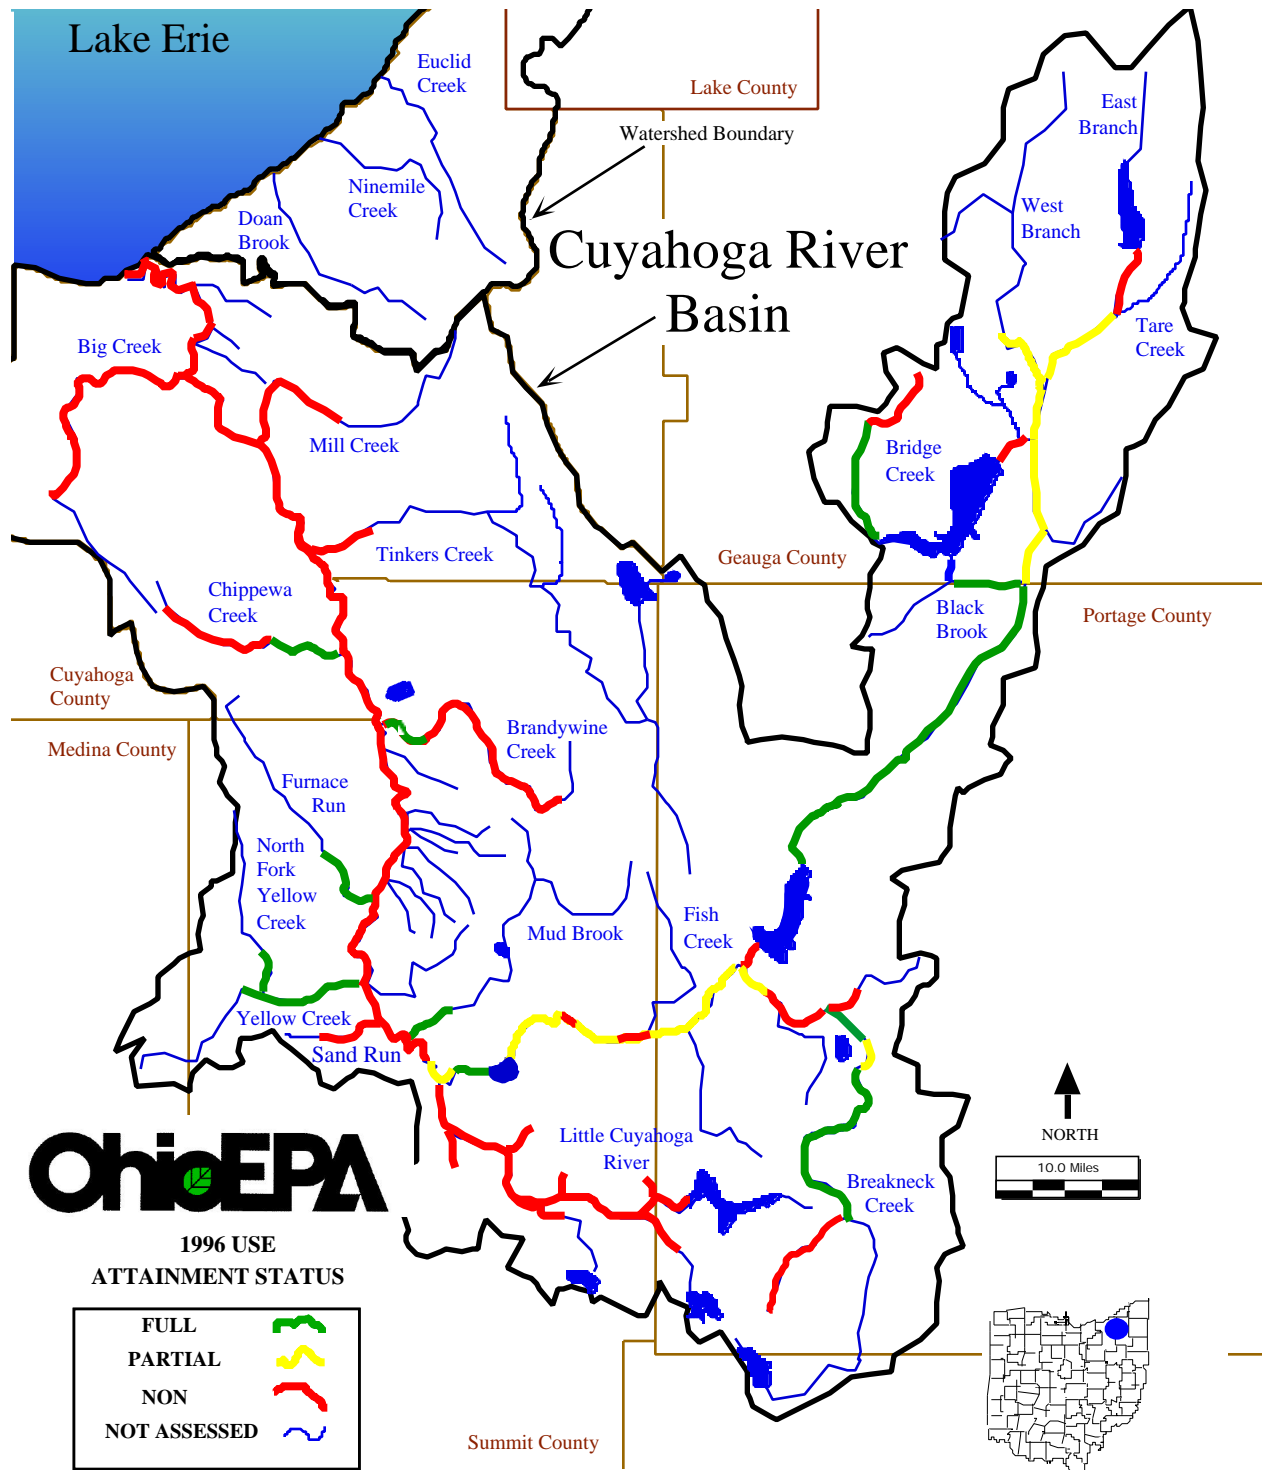 Lake Erie
Euclid
Creek
Lake County
East
Branch
Watershed Boundary
Ninemile
Creek
Doan
Brook
West
Branch
Cuyahoga River
Basin
Tare
Creek
Big Creek
Mill Creek
Bridge
Creek
Tinkers Creek
Geauga County
Chippewa
Creek
Black
Brook
Portage County
Cuyahoga
County
Medina County
Brandywine
Creek
Furnace
Run
North
Fork
Yellow
Creek
Fish
Creek
Mud Brook
Yellow Creek
Sand Run
NORTH
10.0 Miles
Little Cuyahoga
River
Breakneck
Creek
OhioEPA
1996 USE
ATTAINMENT STATUS
FULL
PARTIAL
NON
NOT ASSESSED
Summit County